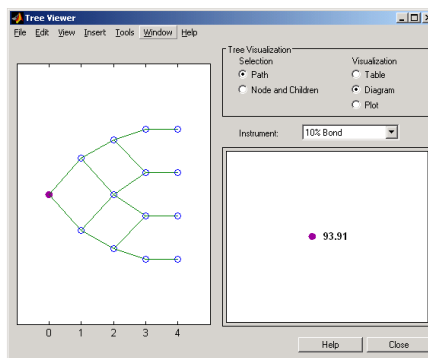 Tree Viewer
File Edit View Insert Tools Window Help
Tree Visualization
Selection
Visualization
Path
Table
Node and Children
Diagram
Plot
Instrument:
10% Bond
93.91
0 1 2 3 4
Help
Close